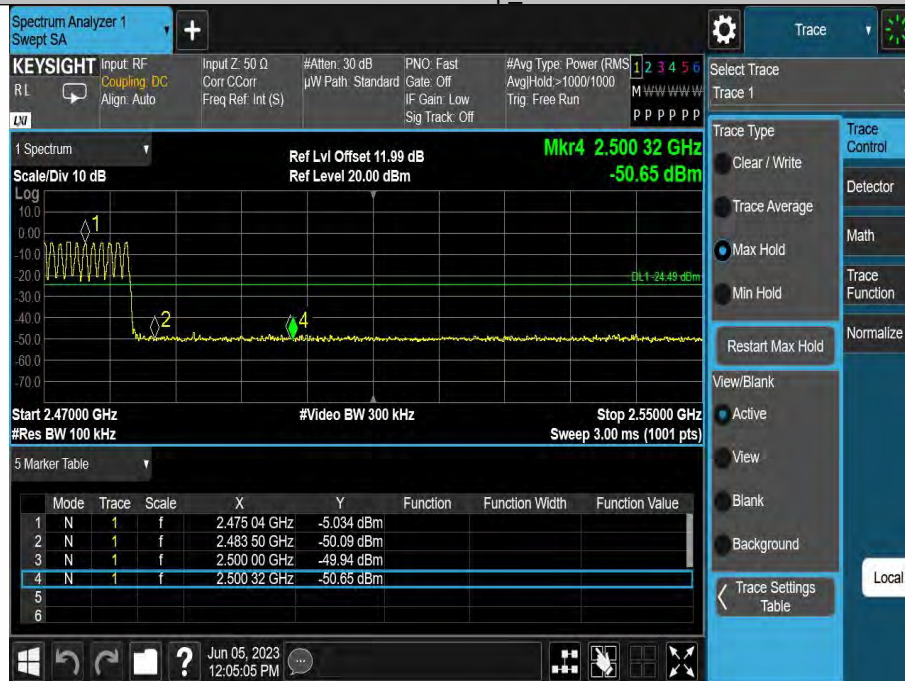 Spectrum Analyzer 1
Swept SA
+
Trace
KEYSIGHT
RL
LXI
Input: RF
Coupling: DC
Align: Auto
Input Z: 50 Ω
Corr CCorr
Freq Ref: Int (S)
#Atten: 30 dB
µW Path: Standard
PNO: Fast
Gate: Off
IF Gain: Low
Sig Track: Off
#Avg Type: Power (RMS
Avg|Hold:>1000/1000
Trig: Free Run
1 2 3 4 5 6
M W W W W W
P P P P P P
Select Trace
Trace 1
1 Spectrum
Scale/Div 10 dB
Ref Lvl Offset 11.99 dB
Ref Level 20.00 dBm
Mkr4 2.500 32 GHz
-50.65 dBm
Log
10.0
0.00
-10.0
-20.0
-30.0
-40.0
-50.0
-60.0
-70.0
1
2
4
DL1 -24.49 dBm
Start 2.47000 GHz
#Res BW 100 kHz
#Video BW 300 kHz
Stop 2.55000 GHz
Sweep 3.00 ms (1001 pts)
5 Marker Table
Mode Trace Scale X Y Function Function Width Function Value
1 N 1 f 2.475 04 GHz -5.034 dBm
2 N 1 f 2.483 50 GHz -50.09 dBm
3 N 1 f 2.500 00 GHz -49.94 dBm
4 N 1 f 2.500 32 GHz -50.65 dBm
5
6
Trace Type
Clear / Write
Trace Average
Max Hold
Min Hold
Restart Max Hold
View/Blank
Active
View
Blank
Background
Trace Settings
Table
Trace
Control
Detector
Math
Trace
Function
Normalize
Local
?
Jun 05, 2023
12:05:05 PM